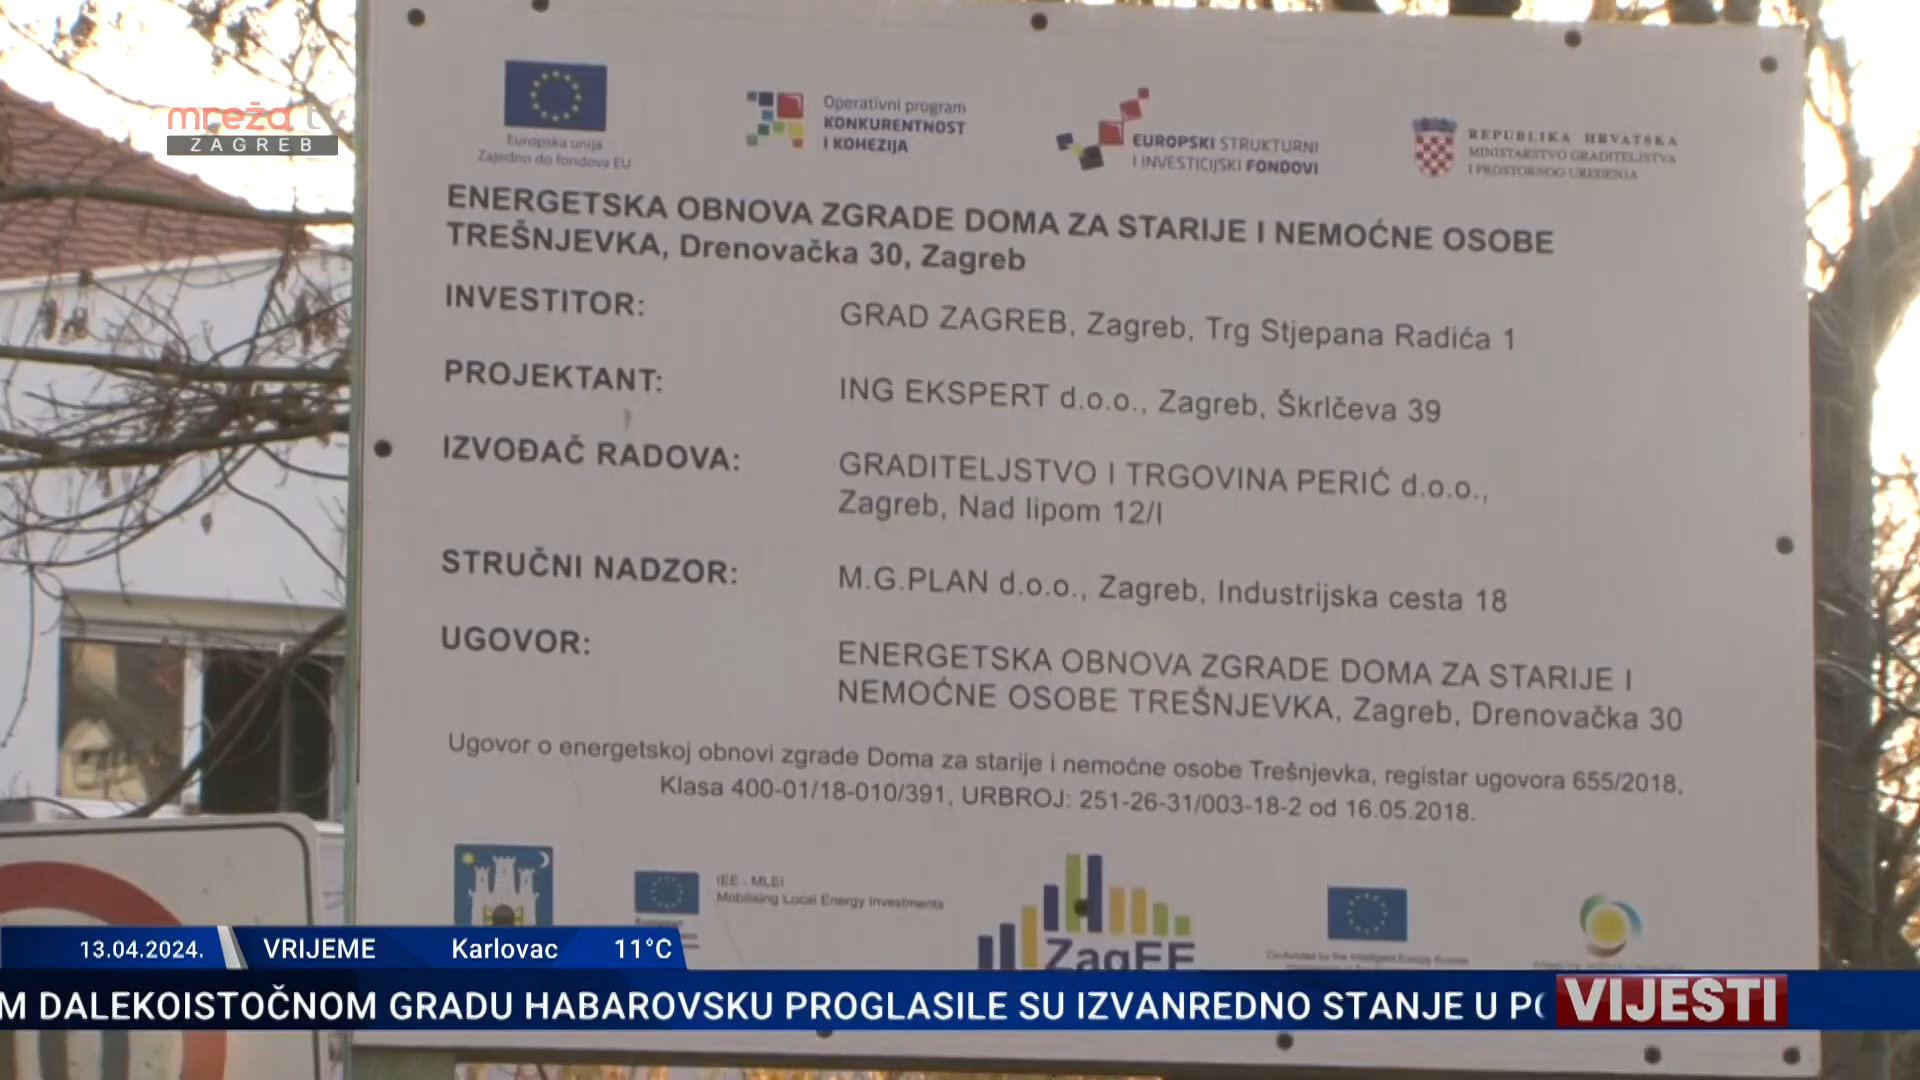 mreža tv
ZAGREB
Europska unija
Zajedno do fondova EU
Operativni program
KONKURENTNOST
I KOHEZIJA
EUROPSKI STRUKTURNI
I INVESTICIJSKI FONDOVI
REPUBLIKA HRVATSKA
MINISTARSTVO GRADITELJSTVA
I PROSTORNOG UREĐENJA
ENERGETSKA OBNOVA ZGRADE DOMA ZA STARIJE I NEMOĆNE OSOBE
TREŠNJEVKA, Drenovačka 30, Zagreb
INVESTITOR:
GRAD ZAGREB, Zagreb, Trg Stjepana Radića 1
PROJEKTANT:
ING EKSPERT d.o.o., Zagreb, Škrlčeva 39
IZVOĐAČ RADOVA:
GRADITELJSTVO I TRGOVINA PERIĆ d.o.o.,
Zagreb, Nad lipom 12/I
STRUČNI NADZOR:
M.G.PLAN d.o.o., Zagreb, Industrijska cesta 18
UGOVOR:
ENERGETSKA OBNOVA ZGRADE DOMA ZA STARIJE I
NEMOĆNE OSOBE TREŠNJEVKA, Zagreb, Drenovačka 30
Ugovor o energetskoj obnovi zgrade Doma za starije i nemoćne osobe Trešnjevka, registar ugovora 655/2018,
Klasa 400-01/18-010/391, URBROJ: 251-26-31/003-18-2 od 16.05.2018.
IEE - MLEI
Mobilising Local Energy Investments
ZagEE
13.04.2024.
VRIJEME
Karlovac
11°C
M DALEKOISTOČNOM GRADU HABAROVSKU PROGLASILE SU IZVANREDNO STANJE U
VIJESTI